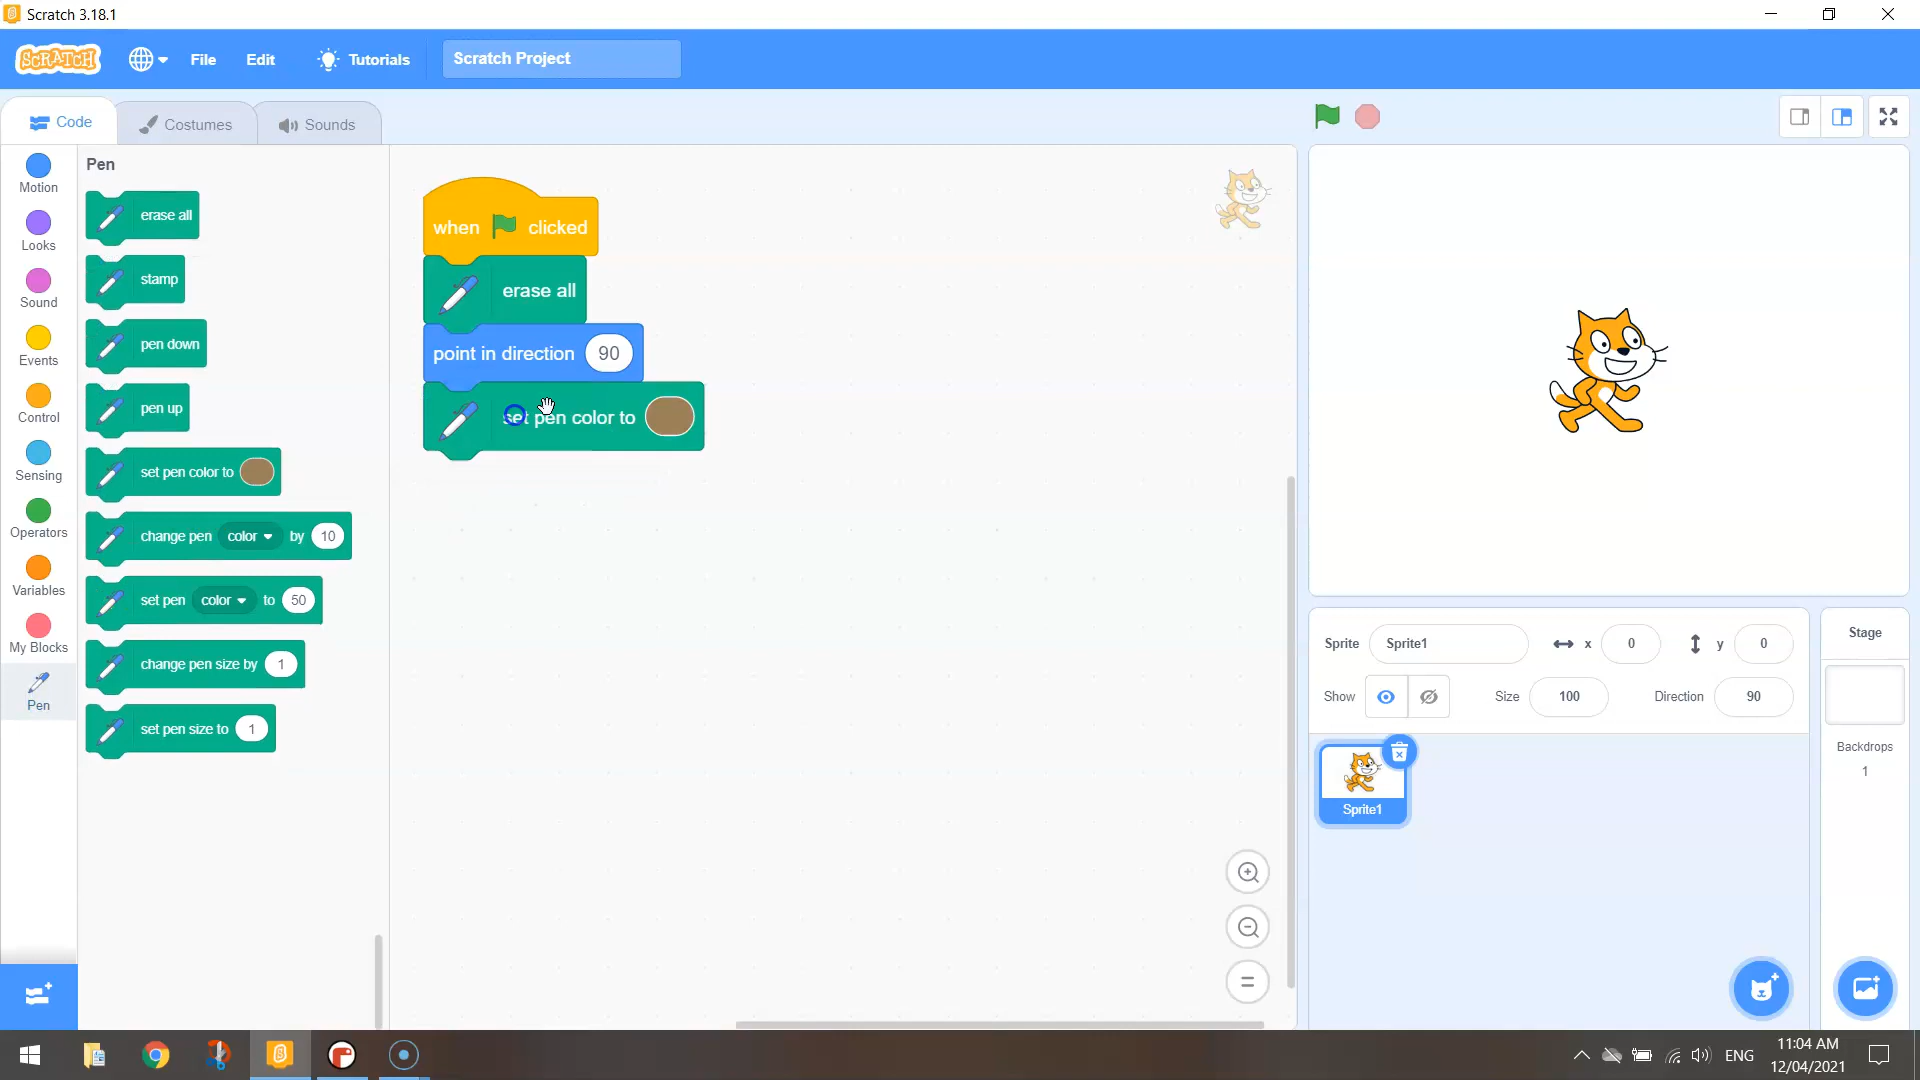 Scratch 3.18.1
SCRATCH
File
Edit
Tutorials
Scratch Project
Code
Costumes
Sounds
Motion
Looks
Sound
Events
Control
Sensing
Operators
Variables
My Blocks
Pen
Pen
erase all
stamp
pen down
pen up
set pen color to
change pen color by 10
set pen color to 50
change pen size by 1
set pen size to 1
when clicked
erase all
point in direction 90
set pen color to
Sprite Sprite1 x 0 y 0
Show Size 100 Direction 90
Sprite1
Stage
Backdrops
1
ENG
11:04 AM
12/04/2021